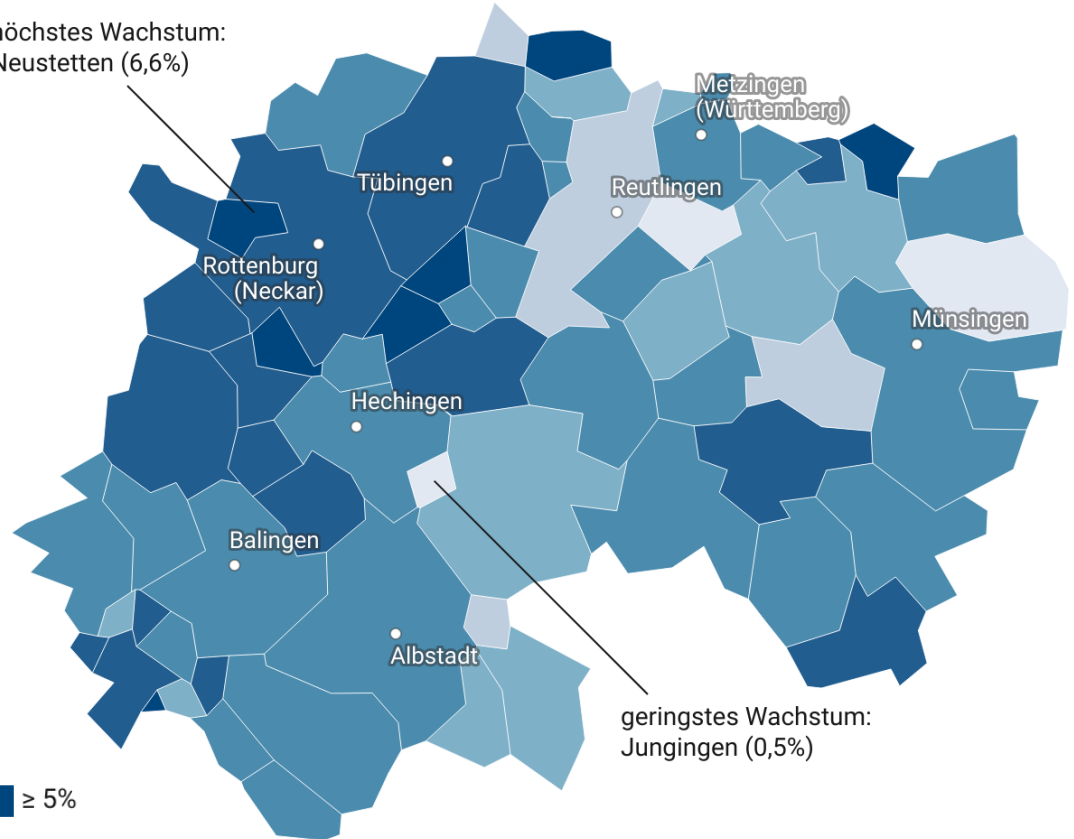 höchstes Wachstum:
Neustetten (6,6%)
Metzingen
(Württemberg)
Tübingen
Reutlingen
Rottenburg
(Neckar)
Münsingen
Hechingen
Balingen
Albstadt
geringstes Wachstum:
Jungingen (0,5%)
≥ 5%